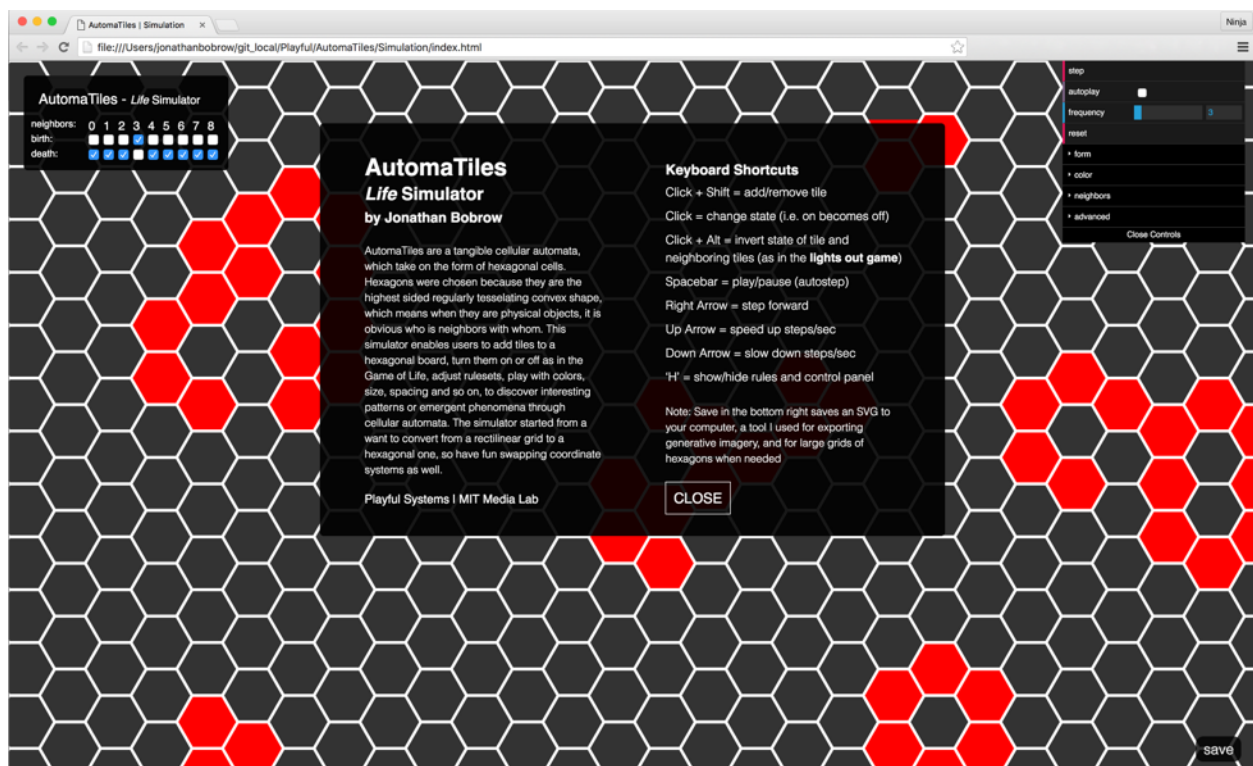 AutomaTiles | Simulation
Ninja
file:///Users/jonathanbobrow/git_local/Playful/AutomaTiles/Simulation/index.html
AutomaTiles - Life Simulator
neighbors: 0 1 2 3 4 5 6 7 8
birth:
death:
step
autoplay
frequency 3
reset
form
color
neighbors
advanced
Close Controls
AutomaTiles
Life Simulator
by Jonathan Bobrow
AutomaTiles are a tangible cellular automata,
which take on the form of hexagonal cells.
Hexagons were chosen because they are the
highest sided regularly tesselating convex shape,
which means when they are physical objects, it is
obvious who is neighbors with whom. This
simulator enables users to add tiles to a
hexagonal board, turn them on or off as in the
Game of Life, adjust rulesets, play with colors,
size, spacing and so on, to discover interesting
patterns or emergent phenomena through
cellular automata. The simulator started from a
want to convert from a rectilinear grid to a
hexagonal one, so have fun swapping coordinate
systems as well.
Playful Systems | MIT Media Lab
Keyboard Shortcuts
Click + Shift = add/remove tile
Click = change state (i.e. on becomes off)
Click + Alt = invert state of tile and
neighboring tiles (as in the lights out game)
Spacebar = play/pause (autostep)
Right Arrow = step forward
Up Arrow = speed up steps/sec
Down Arrow = slow down steps/sec
'H' = show/hide rules and control panel
Note: Save in the bottom right saves an SVG to
your computer, a tool I used for exporting
generative imagery, and for large grids of
hexagons when needed
CLOSE
save